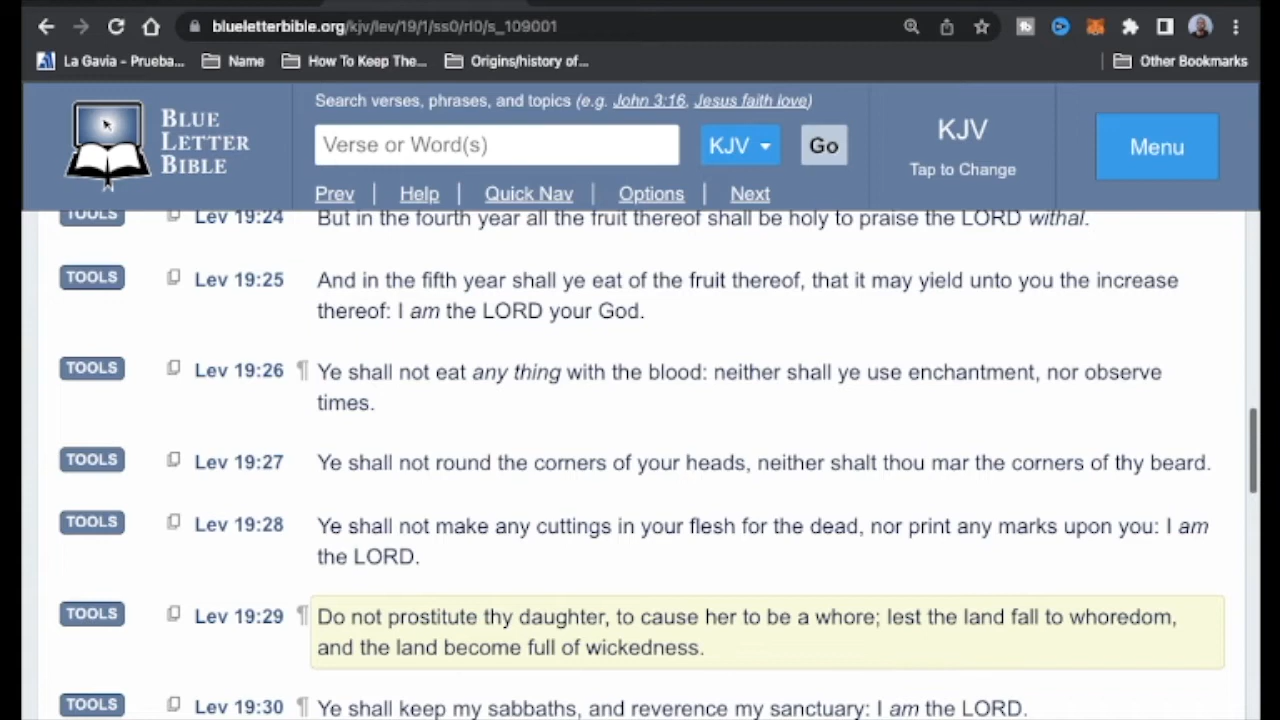 blueletterbible.org/kjv/lev/19/1/ss0/rl0/s_109001
La Gavia – Prueba... Name How To Keep The... Origins/history of... Other Bookmarks
Search verses, phrases, and topics (e.g. John 3:16, Jesus faith love)
BLUE
LETTER
BIBLE
Verse or Word(s) KJV Go
KJV
Tap to Change
Menu
Prev | Help | Quick Nav | Options | Next
TOOLS Lev 19:24 But in the fourth year all the fruit thereof shall be holy to praise the LORD withal.
TOOLS Lev 19:25 And in the fifth year shall ye eat of the fruit thereof, that it may yield unto you the increase
thereof: I am the LORD your God.
TOOLS Lev 19:26 ¶ Ye shall not eat any thing with the blood: neither shall ye use enchantment, nor observe
times.
TOOLS Lev 19:27 Ye shall not round the corners of your heads, neither shalt thou mar the corners of thy beard.
TOOLS Lev 19:28 Ye shall not make any cuttings in your flesh for the dead, nor print any marks upon you: I am
the LORD.
TOOLS Lev 19:29 ¶ Do not prostitute thy daughter, to cause her to be a whore; lest the land fall to whoredom,
and the land become full of wickedness.
TOOLS Lev 19:30 ¶ Ye shall keep my sabbaths, and reverence my sanctuary: I am the LORD.